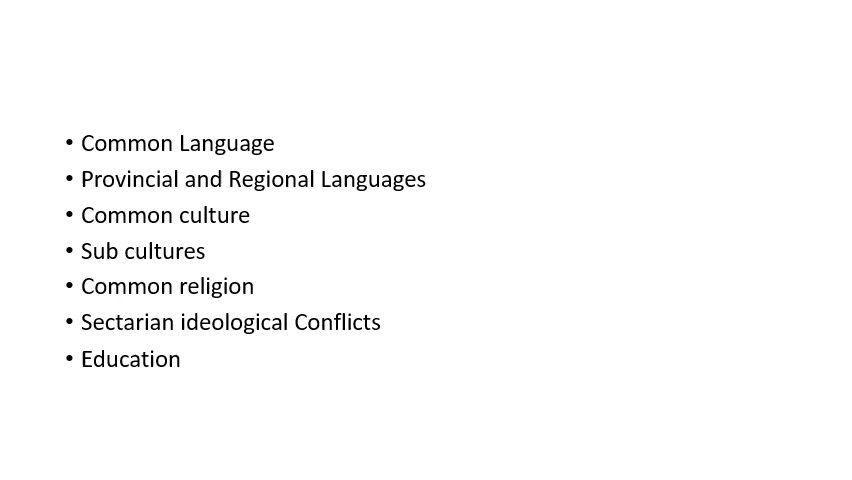 • Common Language
• Provincial and Regional Languages
• Common culture
• Sub cultures
• Common religion
• Sectarian ideological Conflicts
• Education